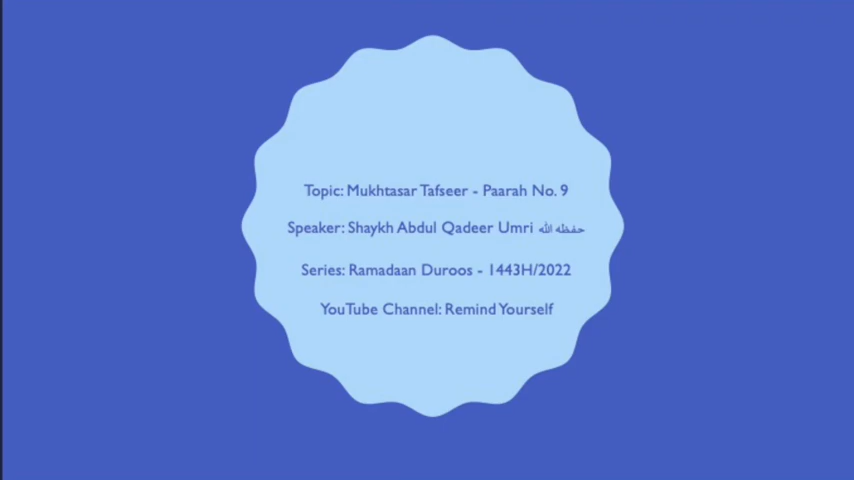 Topic: Mukhtasar Tafseer - Paarah No. 9
Speaker: Shaykh Abdul Qadeer Umri حفظه الله
Series: Ramadaan Duroos - 1443H/2022
YouTube Channel: Remind Yourself